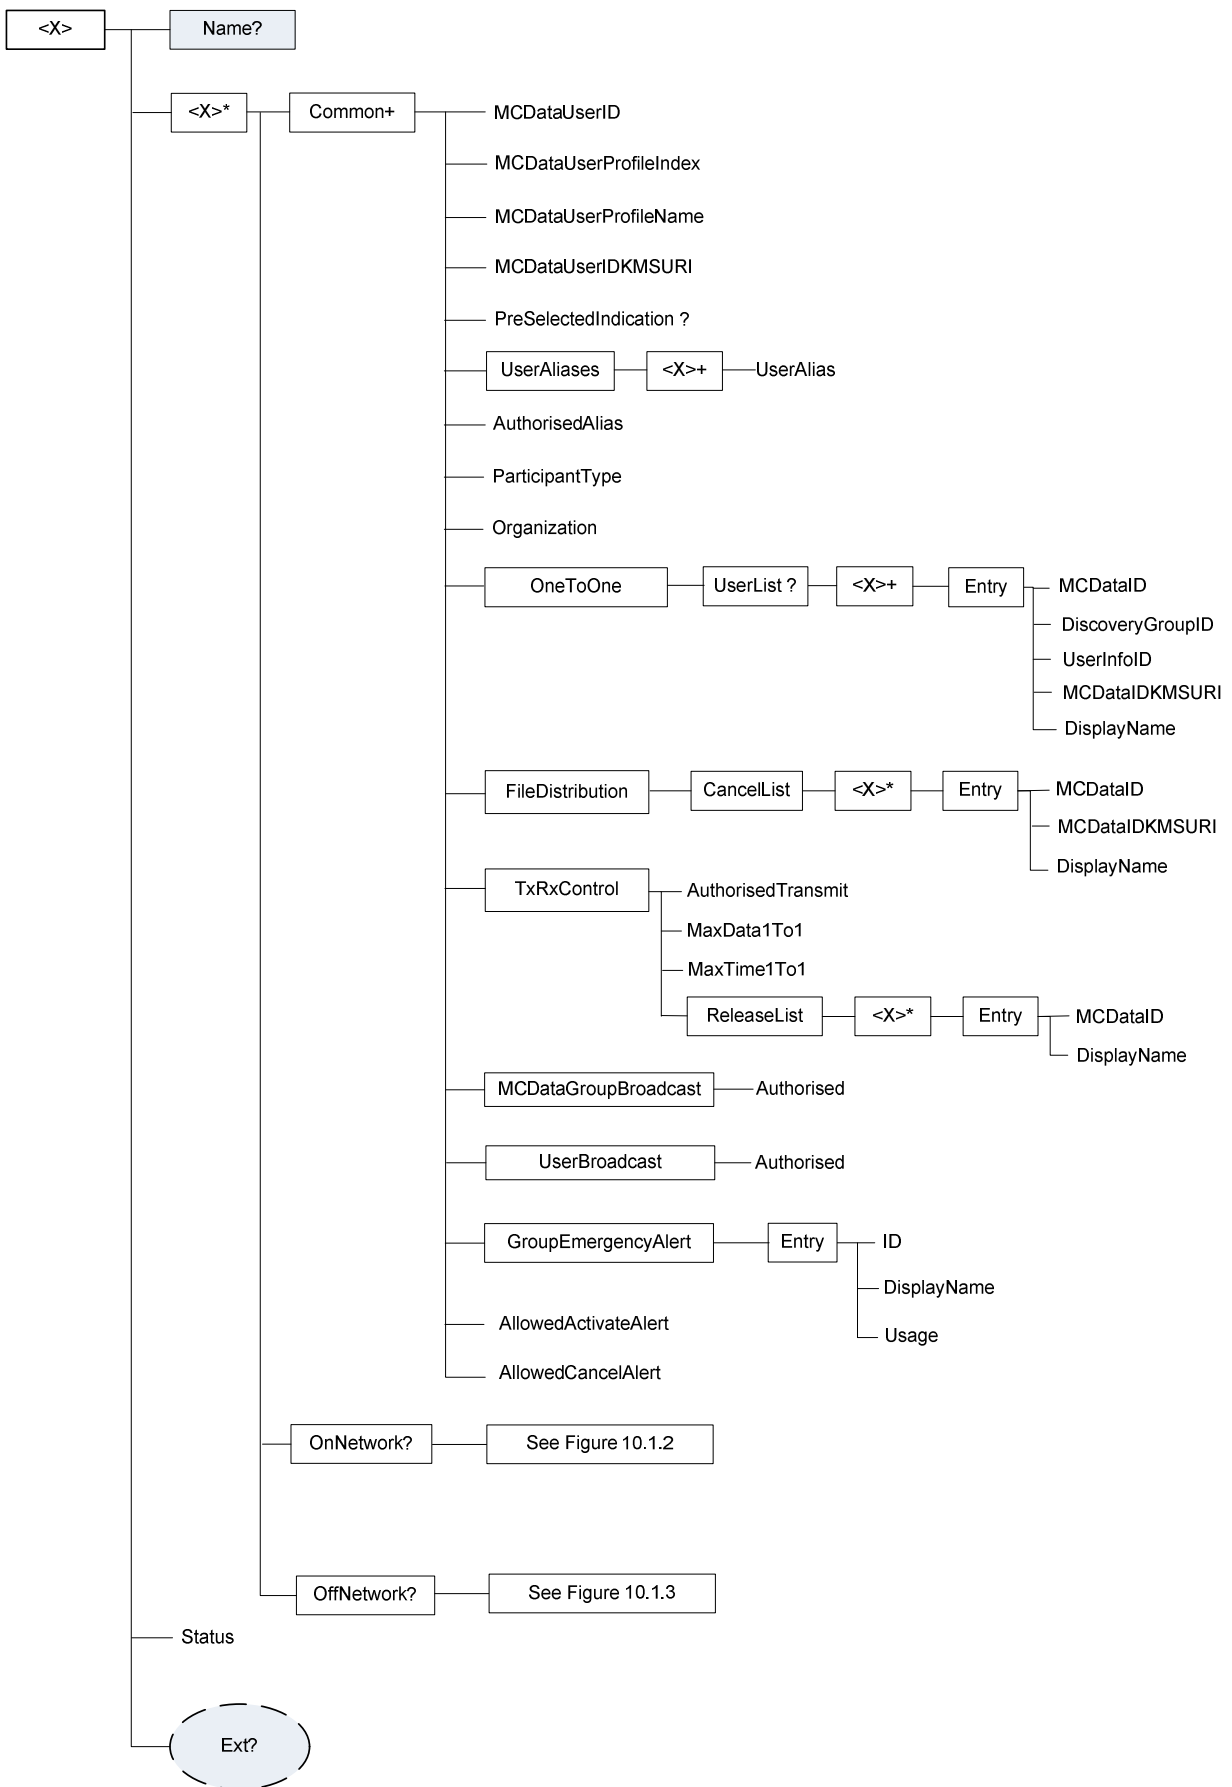 <X>
Name?
<X>*
Common+
MCDataUserID
MCDataUserProfileIndex
MCDataUserProfileName
MCDataUserIDKMSURI
PreSelectedIndication ?
UserAliases
<X>+
UserAlias
AuthorisedAlias
ParticipantType
Organization
OneToOne
UserList ?
<X>+
Entry
MCDataID
DiscoveryGroupID
UserInfoID
MCDataIDKMSURI
DisplayName
FileDistribution
CancelList
<X>*
Entry
MCDataID
MCDataIDKMSURI
DisplayName
TxRxControl
AuthorisedTransmit
MaxData1To1
MaxTime1To1
ReleaseList
<X>*
Entry
MCDataID
DisplayName
MCDataGroupBroadcast
Authorised
UserBroadcast
Authorised
GroupEmergencyAlert
Entry
ID
DisplayName
Usage
AllowedActivateAlert
AllowedCancelAlert
OnNetwork?
See Figure 10.1.2
OffNetwork?
See Figure 10.1.3
Status
Ext?